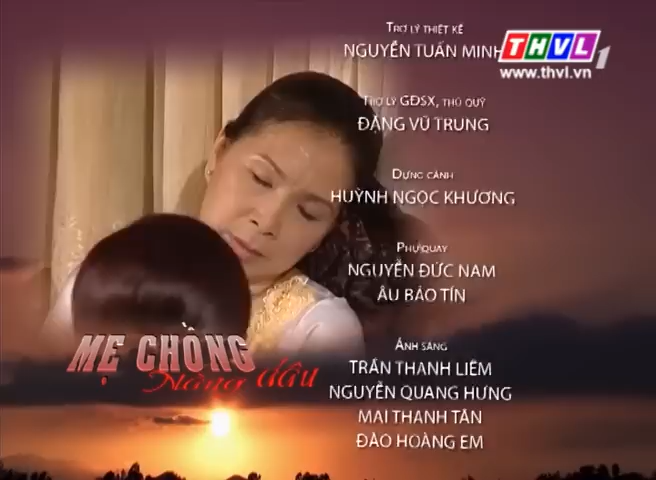 TRỢ LÝ THIẾT KẾ
NGUYỄN TUẤN MINH
THVL1
www.thvl.vn
TRỢ LÝ GĐSX, THỦ QUỸ
ĐẶNG VŨ TRUNG
DỰNG CẢNH
HUỲNH NGỌC KHƯƠNG
PHỤ QUAY
NGUYỄN ĐỨC NAM
ÂU BẢO TÍN
ÁNH SÁNG
TRẦN THANH LIÊM
NGUYỄN QUANG HƯNG
MAI THANH TÂN
ĐÀO HOÀNG EM
MẸ CHỒNG
Nàng dâu